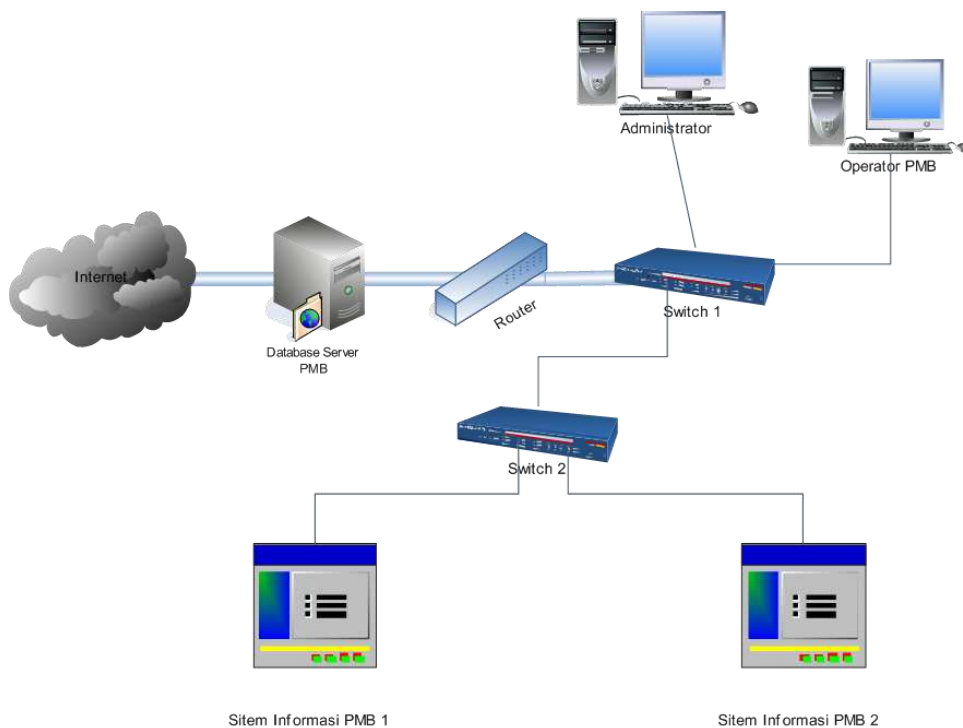 Administrator
Operator PMB
Internet
Database Server
PMB
Router
Switch 1
Switch 2
Sitem Informasi PMB 1
Sitem Informasi PMB 2